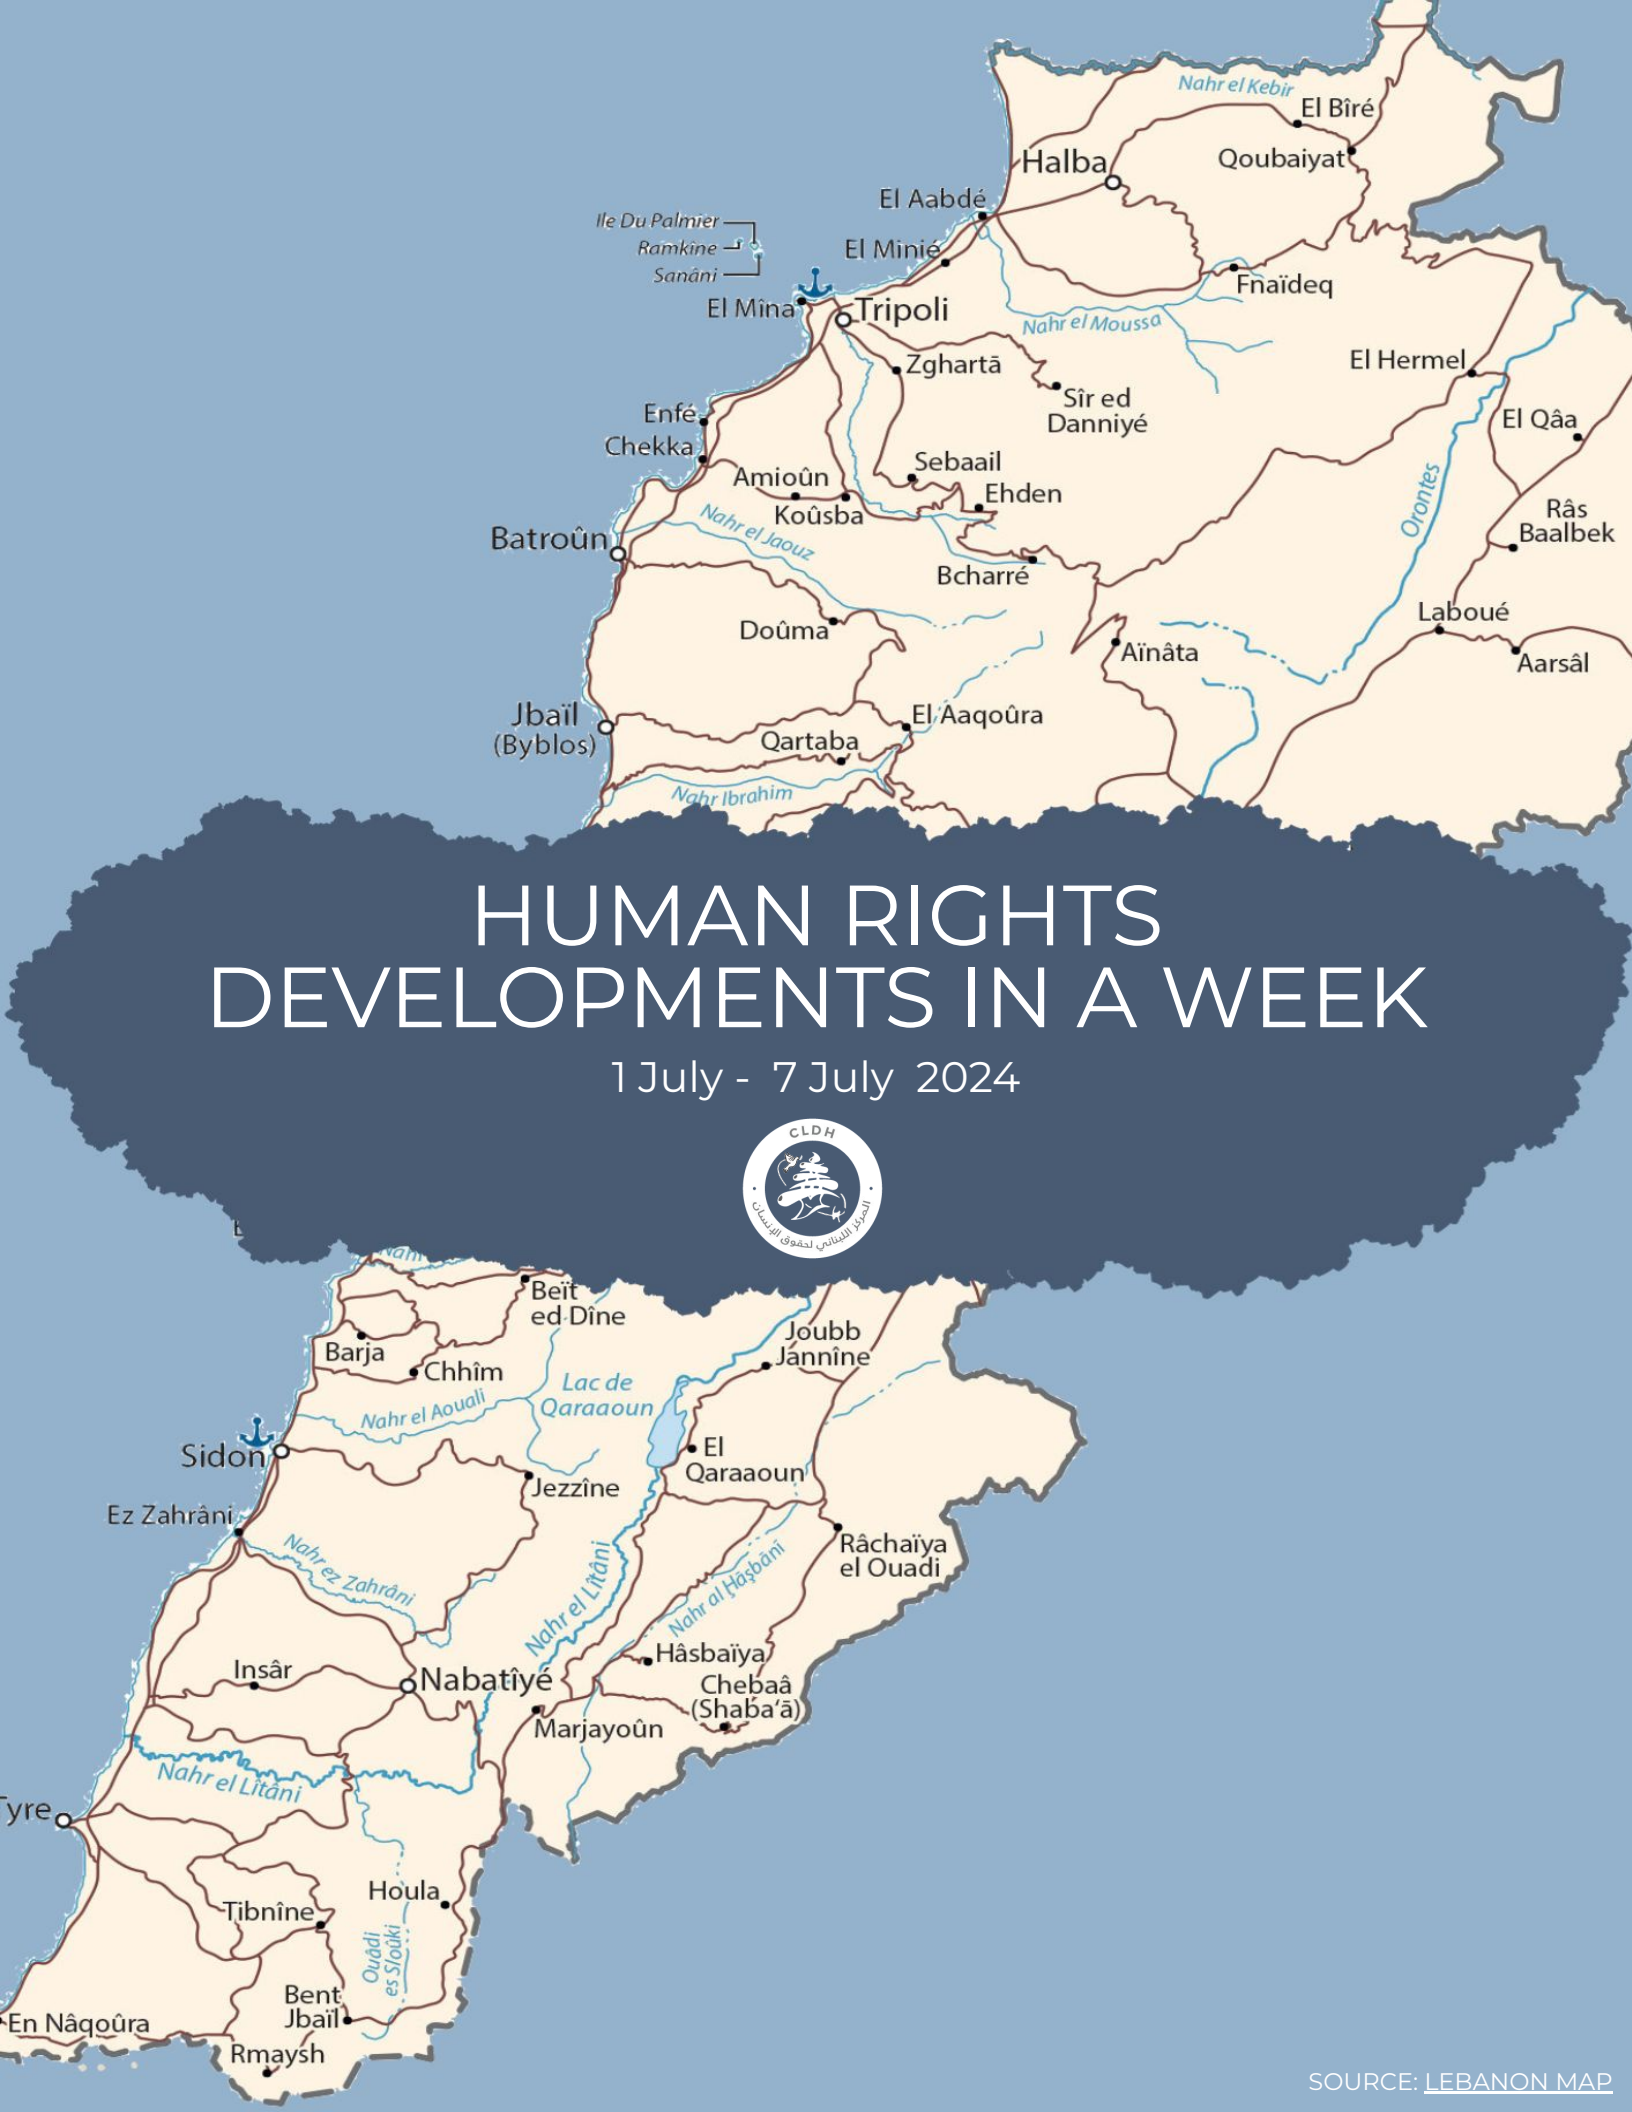 Nahr el Kebir
El Bîré
Qoubaiyat
Halba
El Aabdé
Ile Du Palmier
Ramkine
Sanâni
El Minié
Fnaïdeq
El Mîna
Tripoli
Nahr el Moussa
El Hermel
Zghartā
Sîr ed
Danniyé
Enfé
Chekka
El Qâa
Sebaail
Amioûn
Ehden
Koûsba
Orontes
Râs
Baalbek
Nahr el Jaouz
Batroûn
Bcharré
Laboué
Doûma
Aïnâta
Aarsâl
Jbaïl
(Byblos)
El Aaqoûra
Qartaba
Nahr Ibrahim
HUMAN RIGHTS
DEVELOPMENTS IN A WEEK
1 July - 7 July 2024
CLDH
المركز اللبناني لحقوق الإنسان
Nahr
Beït
ed Dîne
Joubb
Jannîne
Barja
Chhîm
Lac de
Qaraaoun
Nahr el Aouali
Sidon
El
Qaraaoun
Jezzîne
Ez Zahrâni
Nahr ez Zahrâni
Râchaïya
el Ouadi
Nahr el Lîtâni
Nahr al Ḩāşbānī
Hâsbaïya
Insâr
Nabatîyé
Chebaâ
(Shaba‘ā)
Marjayoûn
Nahr el Lîtâni
Tyre
Houla
Tibnîne
Ouâdi
es Sloûki
Bent
Jbaïl
En Nâqoûra
Rmaysh
SOURCE: LEBANON MAP